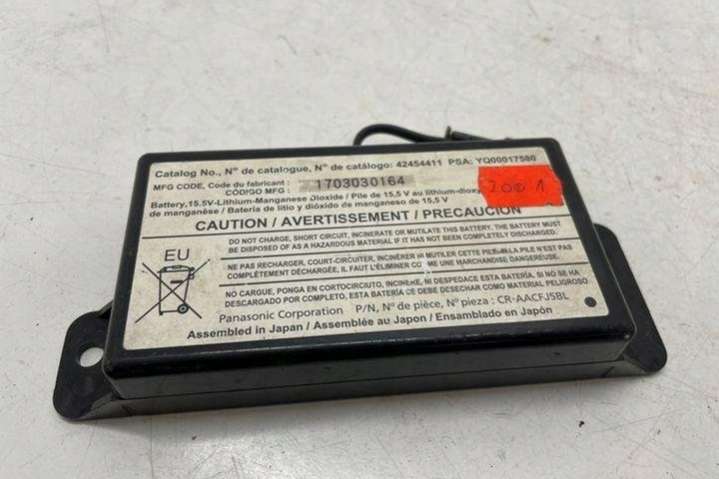 Catalog No., N° de catalogue, N° de catálogo: 42454411 PSA: YQ00017580
MFG CODE, Code du fabricant :
CÓDIGO MFG : 1703030164
Battery,15.5V-Lithium-Manganese Dioxide / Pile de 15,5 V au lithium-dioxyde
de manganèse / Batería de litio y dióxido de manganeso de 15,5 V
2001
CAUTION / AVERTISSEMENT / PRECAUCIÓN
EU
DO NOT CHARGE, SHORT CIRCUIT, INCINERATE OR MUTILATE THIS BATTERY. THE BATTERY MUST
BE DISPOSED OF AS A HAZARDOUS MATERIAL IF IT HAS NOT BEEN COMPLETELY DISCHARGED.
NE PAS RECHARGER, COURT-CIRCUITER, INCINÉRER OU MUTILER CETTE PILE. SI LA PILE N'EST PAS
COMPLÈTEMENT DÉCHARGÉE, IL FAUT L'ÉLIMINER COMME UNE MARCHANDISE DANGEREUSE.
NO CARGUE, PONGA EN CORTOCIRCUITO, INCINERE, NI DESPEDACE ESTA BATERÍA. SI NO SE HA
DESCARGADO POR COMPLETO, ESTA BATERÍA DE DEBE DESECHAR COMO MATERIAL PELIGROSO
Panasonic Corporation P/N, N° de pièce, N° pieza : CR-AACFJ5BL
Assembled in Japan / Assemblée au Japon / Ensamblado en Japón